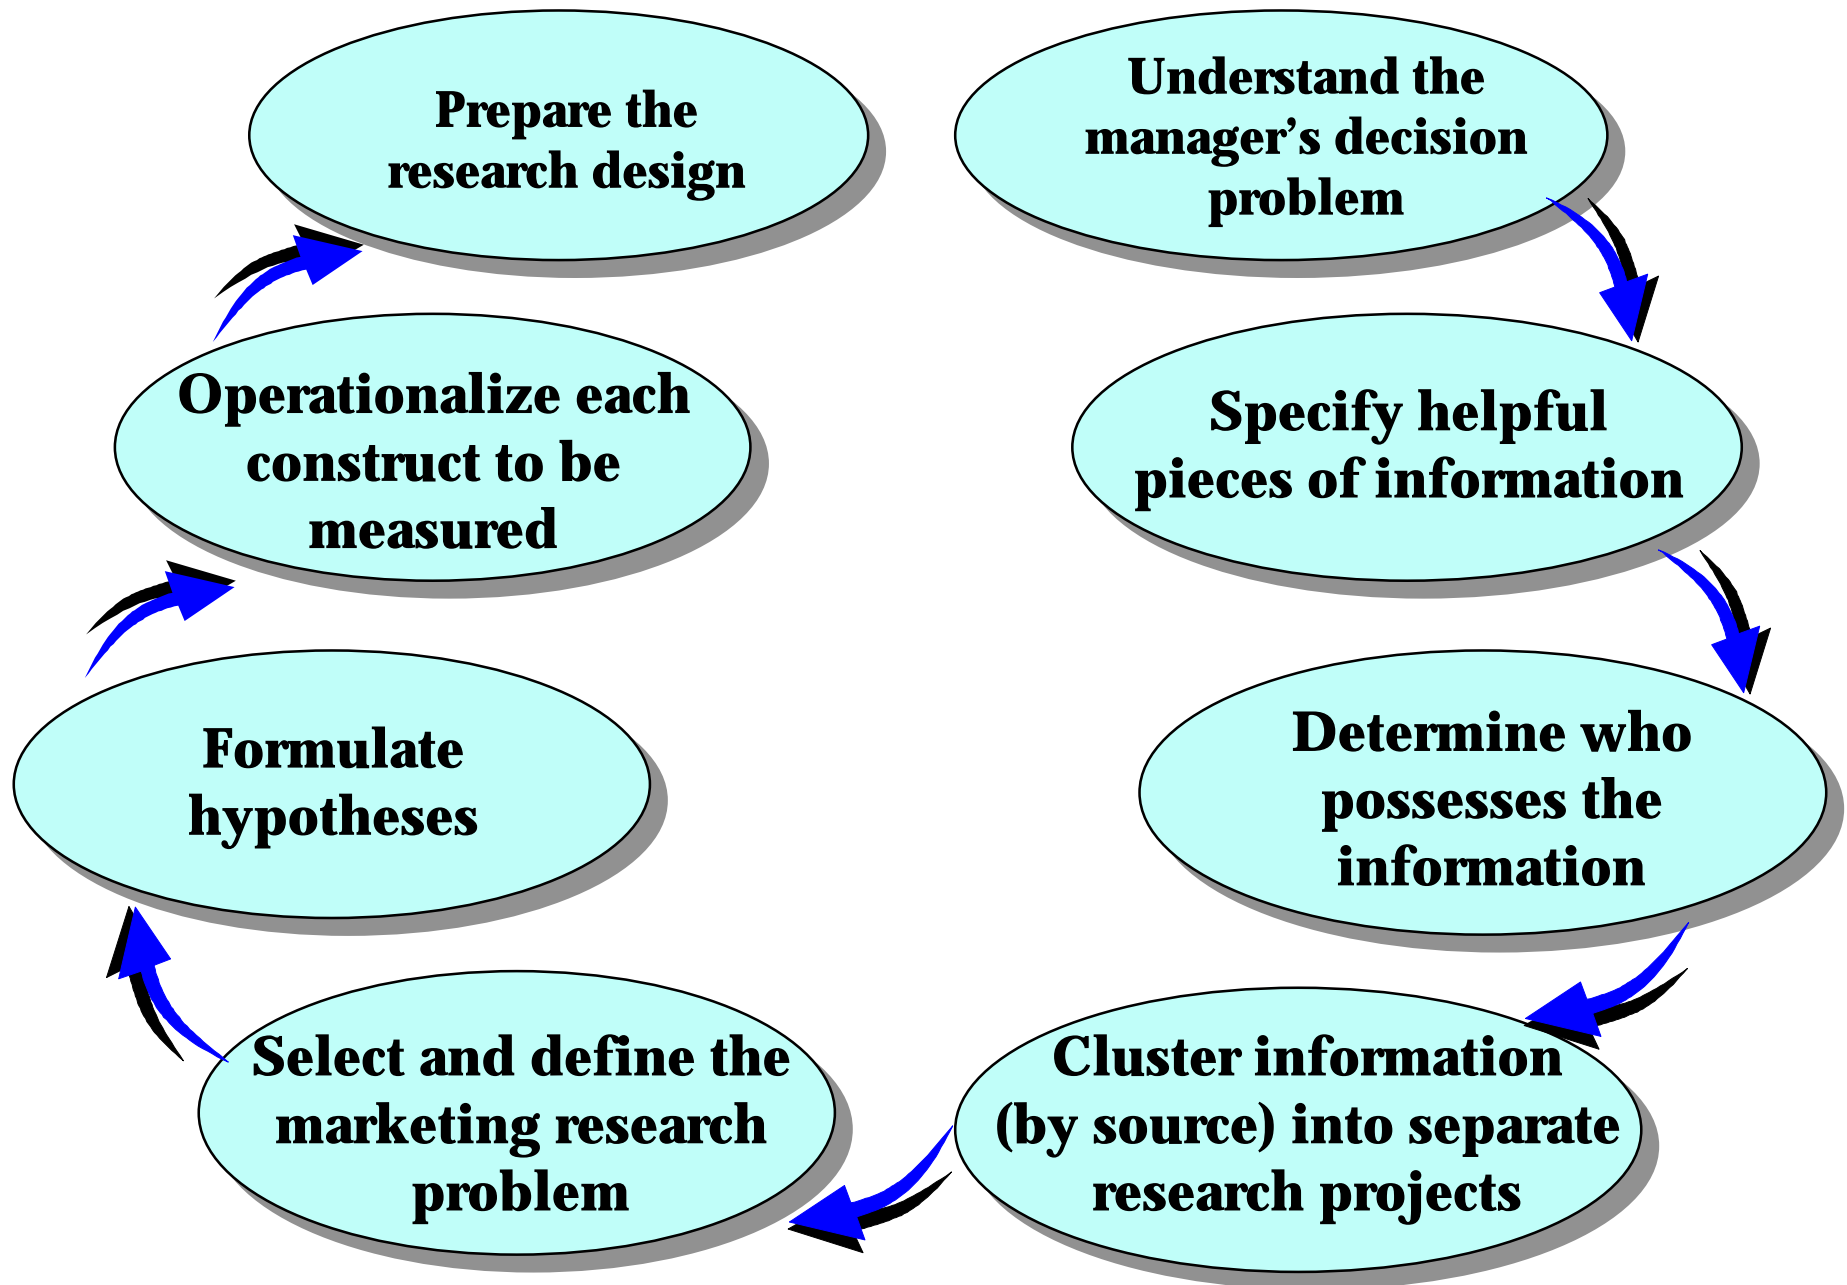 Understand the
manager’s decision
problem
Specify helpful
pieces of information
Determine who
possesses the
information
Cluster information
(by source) into separate
research projects
Select and define the
marketing research
problem
Formulate
hypotheses
Operationalize each
construct to be
measured
Prepare the
research design